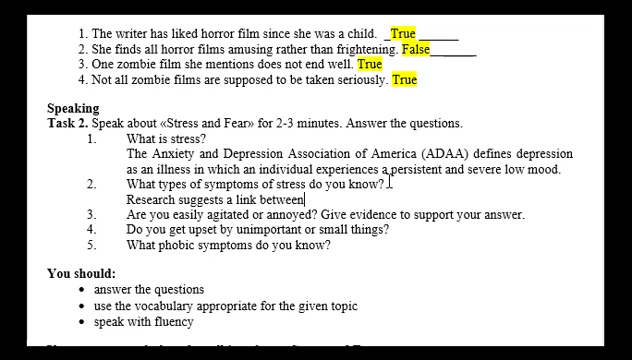 1. The writer has liked horror film since she was a child. _True______
2. She finds all horror films amusing rather than frightening. False_______
3. One zombie film she mentions does not end well. True
4. Not all zombie films are supposed to be taken seriously. True
Speaking
Task 2. Speak about «Stress and Fear» for 2-3 minutes. Answer the questions.
1. What is stress?
The Anxiety and Depression Association of America (ADAA) defines depression
as an illness in which an individual experiences a persistent and severe low mood.
2. What types of symptoms of stress do you know?
Research suggests a link between
3. Are you easily agitated or annoyed? Give evidence to support your answer.
4. Do you get upset by unimportant or small things?
5. What phobic symptoms do you know?
You should:
• answer the questions
• use the vocabulary appropriate for the given topic
• speak with fluency